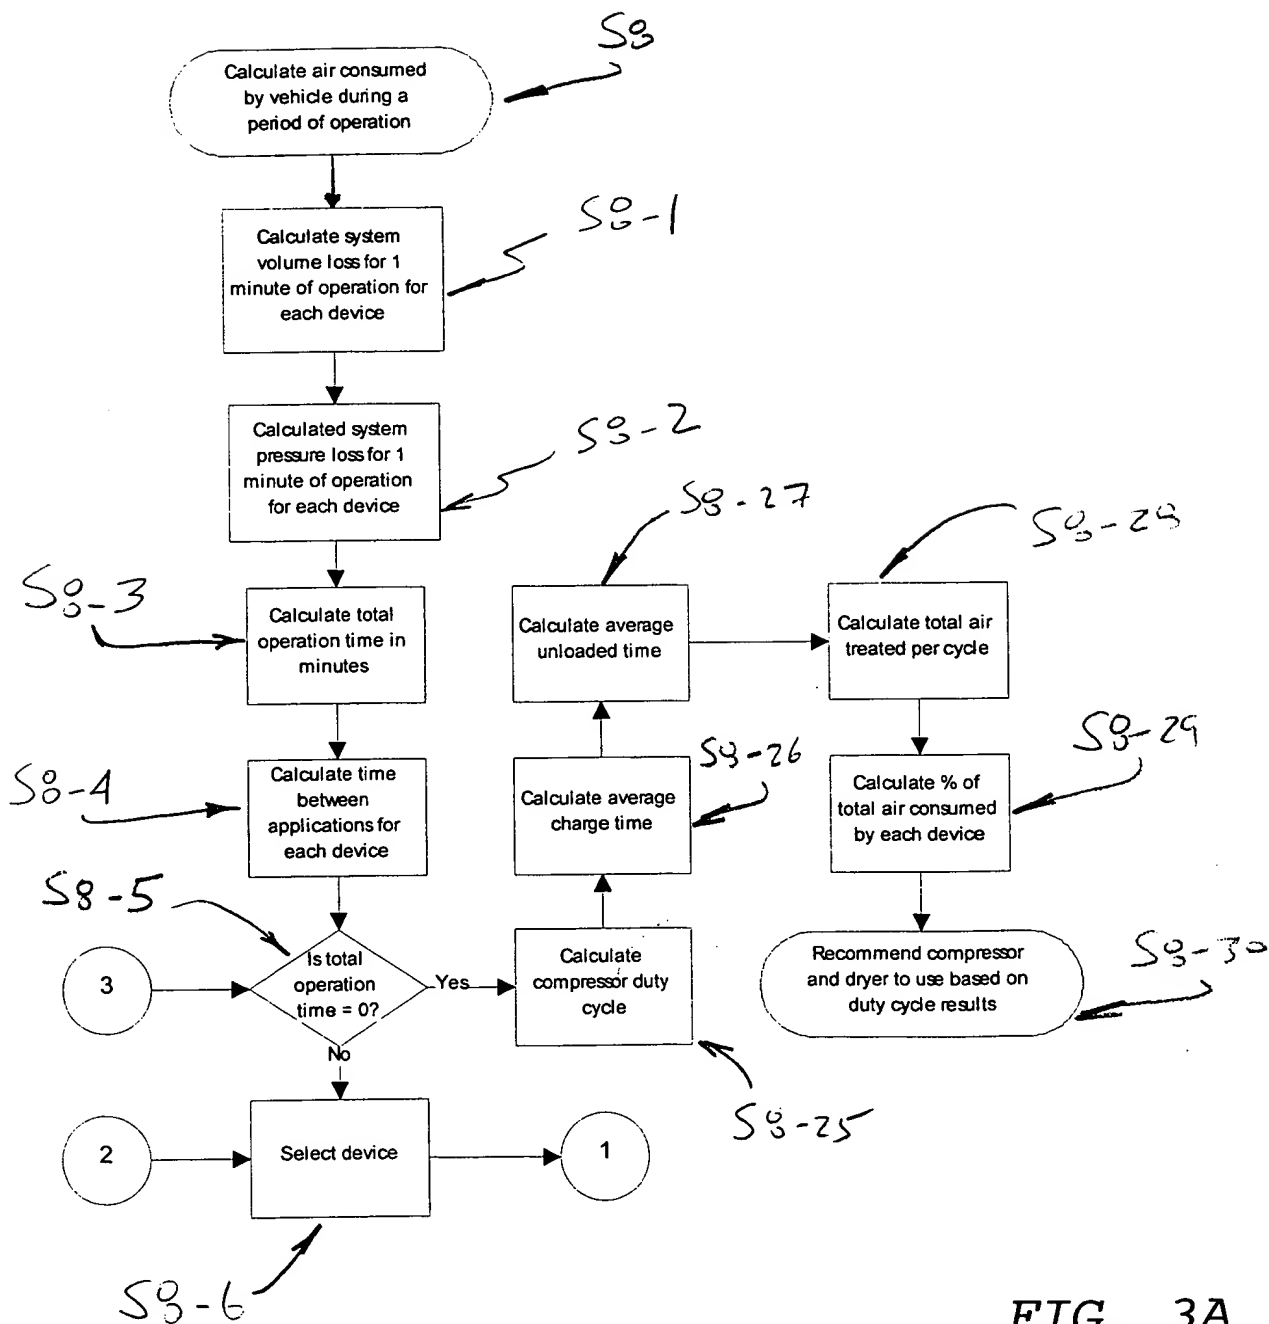 S8
Calculate air consumed
by vehicle during a
period of operation
S8-1
Calculate system
volume loss for 1
minute of operation for
each device
S8-2
Calculated system
pressure loss for 1
minute of operation
for each device
S8-3
Calculate total
operation time in
minutes
S8-4
Calculate time
between
applications for
each device
S8-5
3
Is total
operation
time = 0?
Yes
No
2
Select device
1
S8-6
S8-25
Calculate
compressor duty
cycle
S8-26
Calculate average
charge time
S8-27
Calculate average
unloaded time
S8-28
Calculate total air
treated per cycle
S8-29
Calculate % of
total air consumed
by each device
S8-30
Recommend compressor
and dryer to use based on
duty cycle results
FIG. 3A